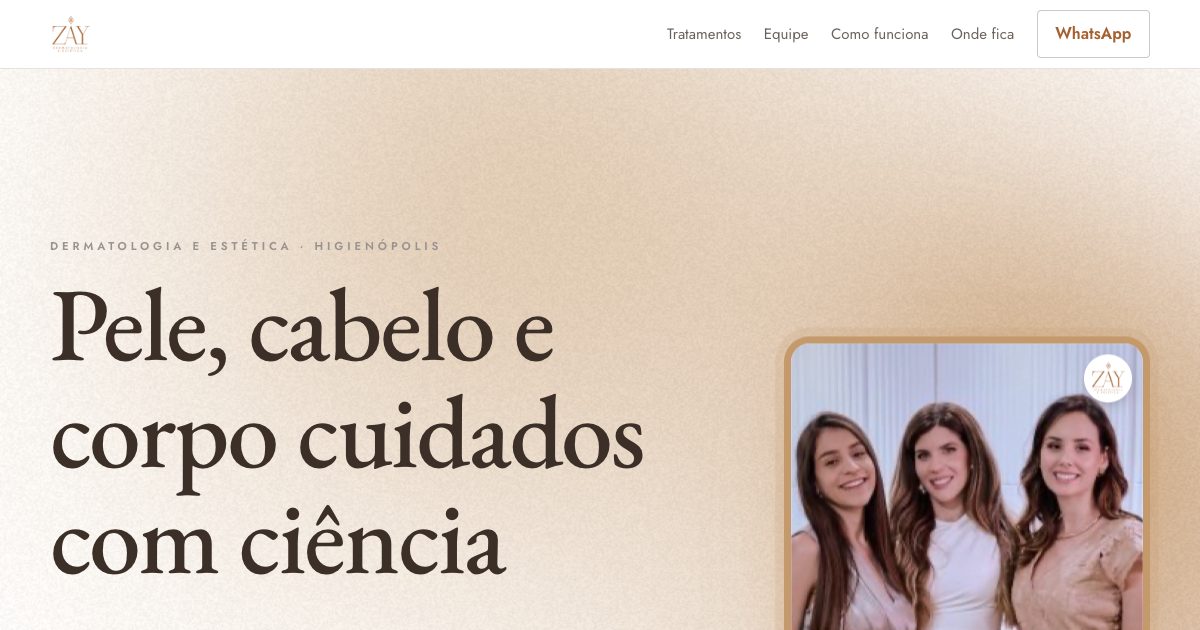 ZAY
Tratamentos
Equipe
Como funciona
Onde fica
WhatsApp
DERMATOLOGIA E ESTÉTICA · HIGIENÓPOLIS
Pele, cabelo e
corpo cuidados
com ciência
ZAY